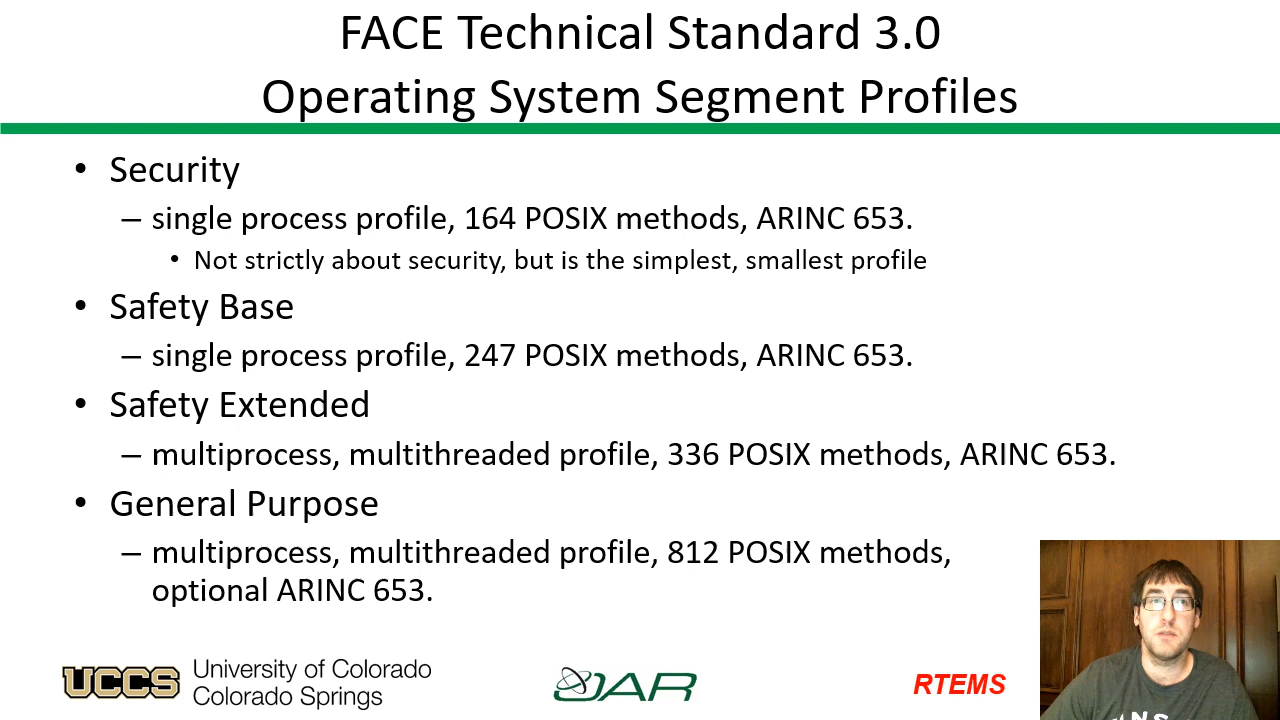 FACE Technical Standard 3.0
Operating System Segment Profiles
• Security
– single process profile, 164 POSIX methods, ARINC 653.
• Not strictly about security, but is the simplest, smallest profile
• Safety Base
– single process profile, 247 POSIX methods, ARINC 653.
• Safety Extended
– multiprocess, multithreaded profile, 336 POSIX methods, ARINC 653.
• General Purpose
– multiprocess, multithreaded profile, 812 POSIX methods,
optional ARINC 653.
UCCS University of Colorado
Colorado Springs
OAR
RTEMS